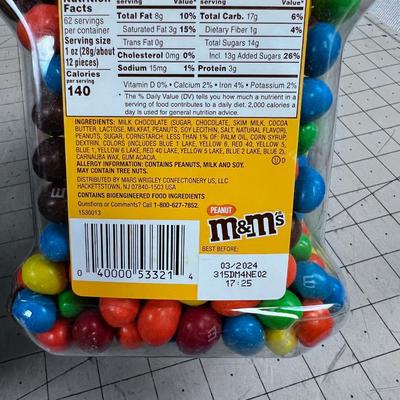 Nutrition
Facts
62 servings
per container
Serving size
1 oz (28g/about
12 pieces)
Calories
per serving
140
Value*
Value*
Total Fat 8g 10%
Total Carb. 17g 6%
Saturated Fat 3g 15%
Dietary Fiber 1g 4%
Trans Fat 0g
Total Sugars 14g
Cholesterol 0mg 0%
Incl. 13g Added Sugars 26%
Sodium 15mg 1%
Protein 3g
Vitamin D 0% • Calcium 2% • Iron 4% • Potassium 2%
* The % Daily Value (DV) tells you how much a nutrient in a
serving of food contributes to a daily diet. 2,000 calories a
day is used for general nutrition advice.
INGREDIENTS: MILK CHOCOLATE (SUGAR, CHOCOLATE, SKIM MILK, COCOA
BUTTER, LACTOSE, MILKFAT, PEANUTS, SOY LECITHIN, SALT, NATURAL FLAVOR),
PEANUTS, SUGAR, CORNSTARCH, LESS THAN 1% OF: PALM OIL, CORN SYRUP,
DEXTRIN, COLORS (INCLUDES BLUE 1 LAKE, YELLOW 6, RED 40, YELLOW 5,
BLUE 1, YELLOW 6 LAKE, RED 40 LAKE, YELLOW 5 LAKE, BLUE 2 LAKE, BLUE 2),
CARNAUBA WAX, GUM ACACIA.
ALLERGY INFORMATION: CONTAINS PEANUTS, MILK AND SOY.
MAY CONTAIN TREE NUTS.
D
DISTRIBUTED BY MARS WRIGLEY CONFECTIONERY US, LLC
HACKETTSTOWN, NJ 07840-1503 USA
CONTAINS BIOENGINEERED FOOD INGREDIENTS
Questions or Comments? Call 1-800-627-7852.
1530013
PEANUT
m&m's
BEST BEFORE:
03/2024
315DM4NE02
17:25
0 40000 53321 4